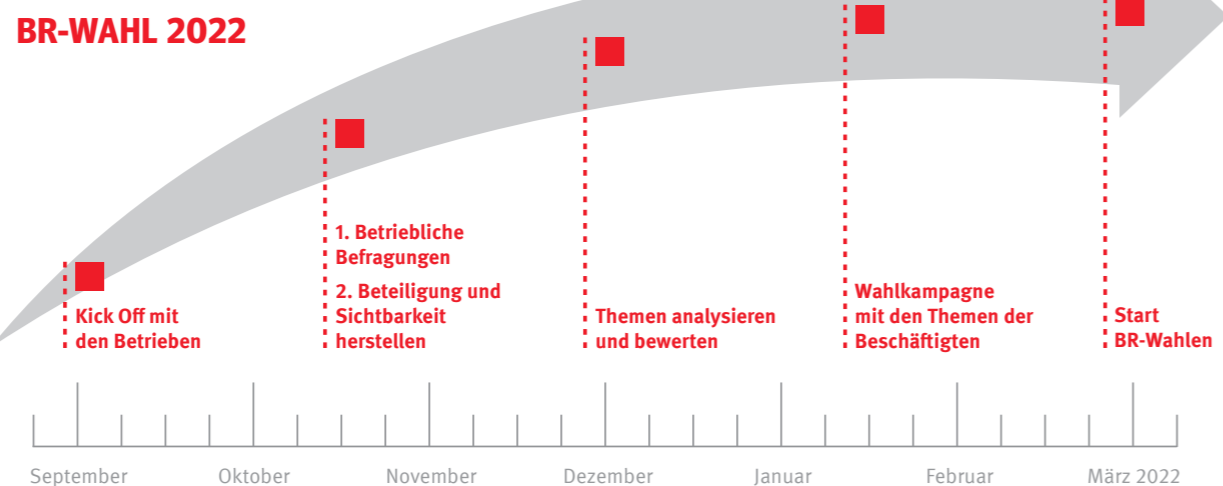 BR-WAHL 2022
Kick Off mit
den Betrieben
1. Betriebliche
Befragungen
2. Beteiligung und
Sichtbarkeit
herstellen
Themen analysieren
und bewerten
Wahlkampagne
mit den Themen der
Beschäftigten
Start
BR-Wahlen
September
Oktober
November
Dezember
Januar
Februar
März 2022